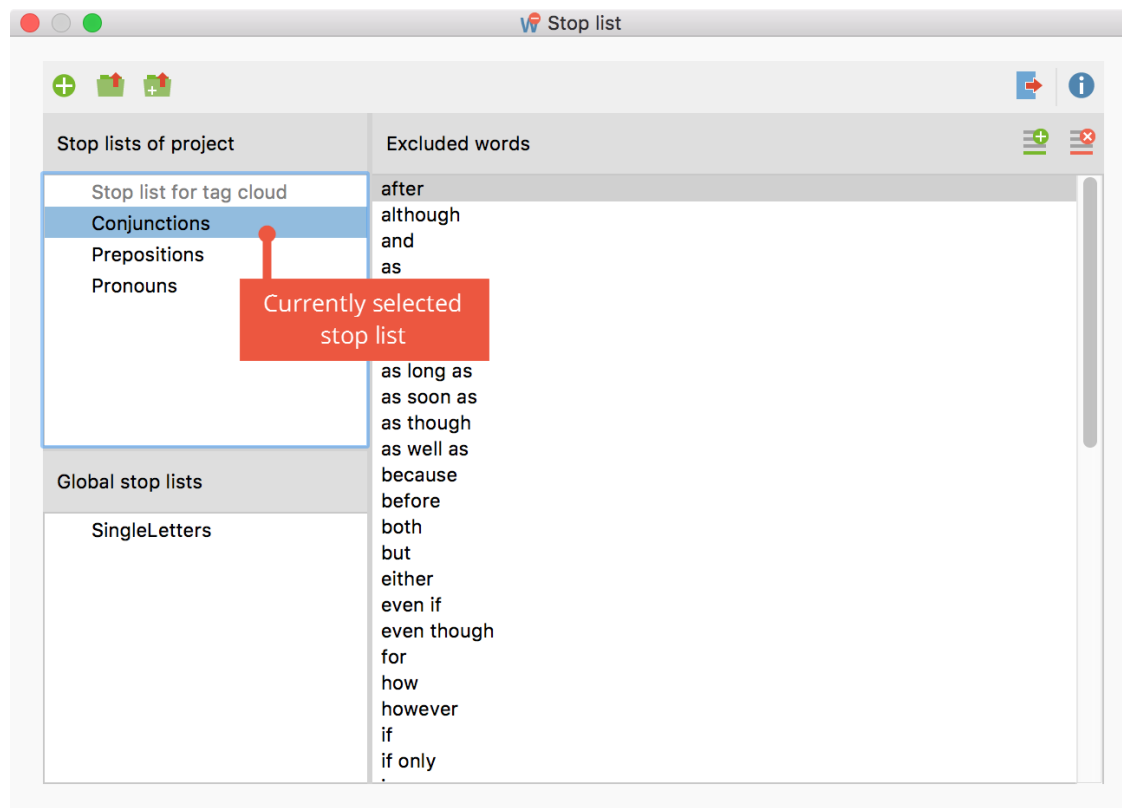 Stop list
Stop lists of project
Stop list for tag cloud
Conjunctions
Prepositions
Pronouns
Currently selected
stop list
Global stop lists
SingleLetters
Excluded words
after
although
and
as
as long as
as soon as
as though
as well as
because
before
both
but
either
even if
even though
for
how
however
if
if only